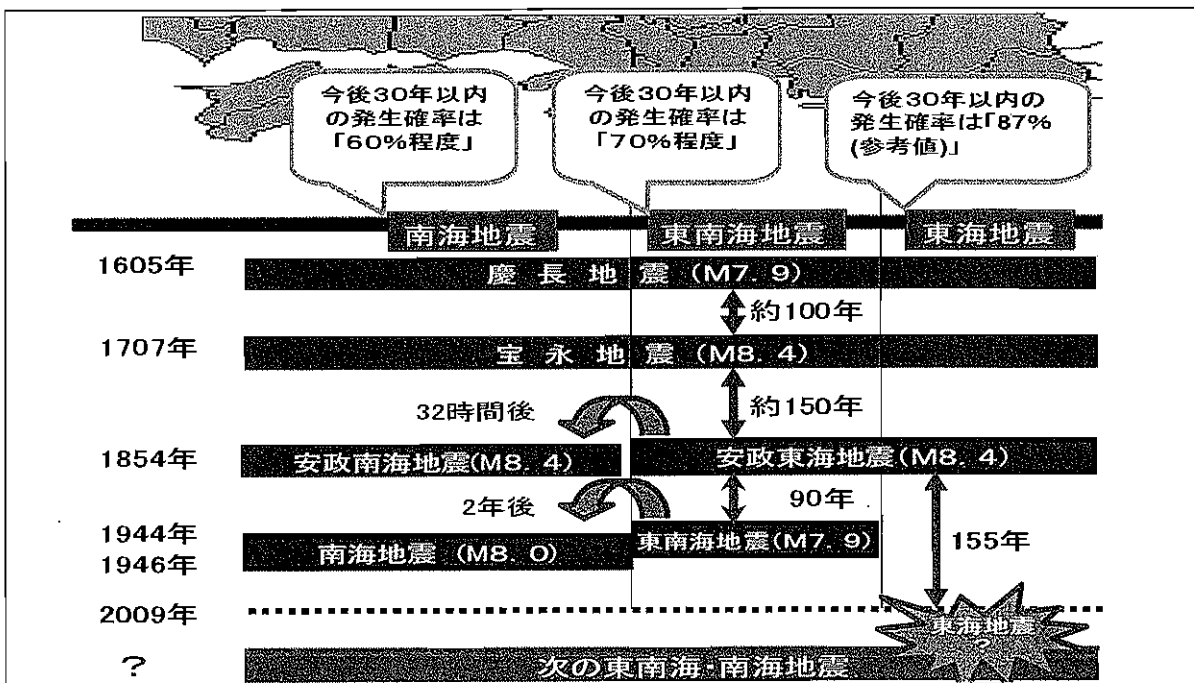 今後30年以内
の発生確率は
「60%程度」
今後30年以内
の発生確率は
「70%程度」
今後30年以内の
発生確率は「87%
(参考値)」
南海地震
東南海地震
東海地震
1605年
慶長地震(M7.9)
約100年
1707年
宝永地震(M8.4)
32時間後
約150年
1854年
安政南海地震(M8.4)
安政東海地震(M8.4)
2年後
90年
1944年
東南海地震(M7.9)
155年
1946年
南海地震(M8.0)
2009年
東海地震
?
?
次の東南海・南海地震